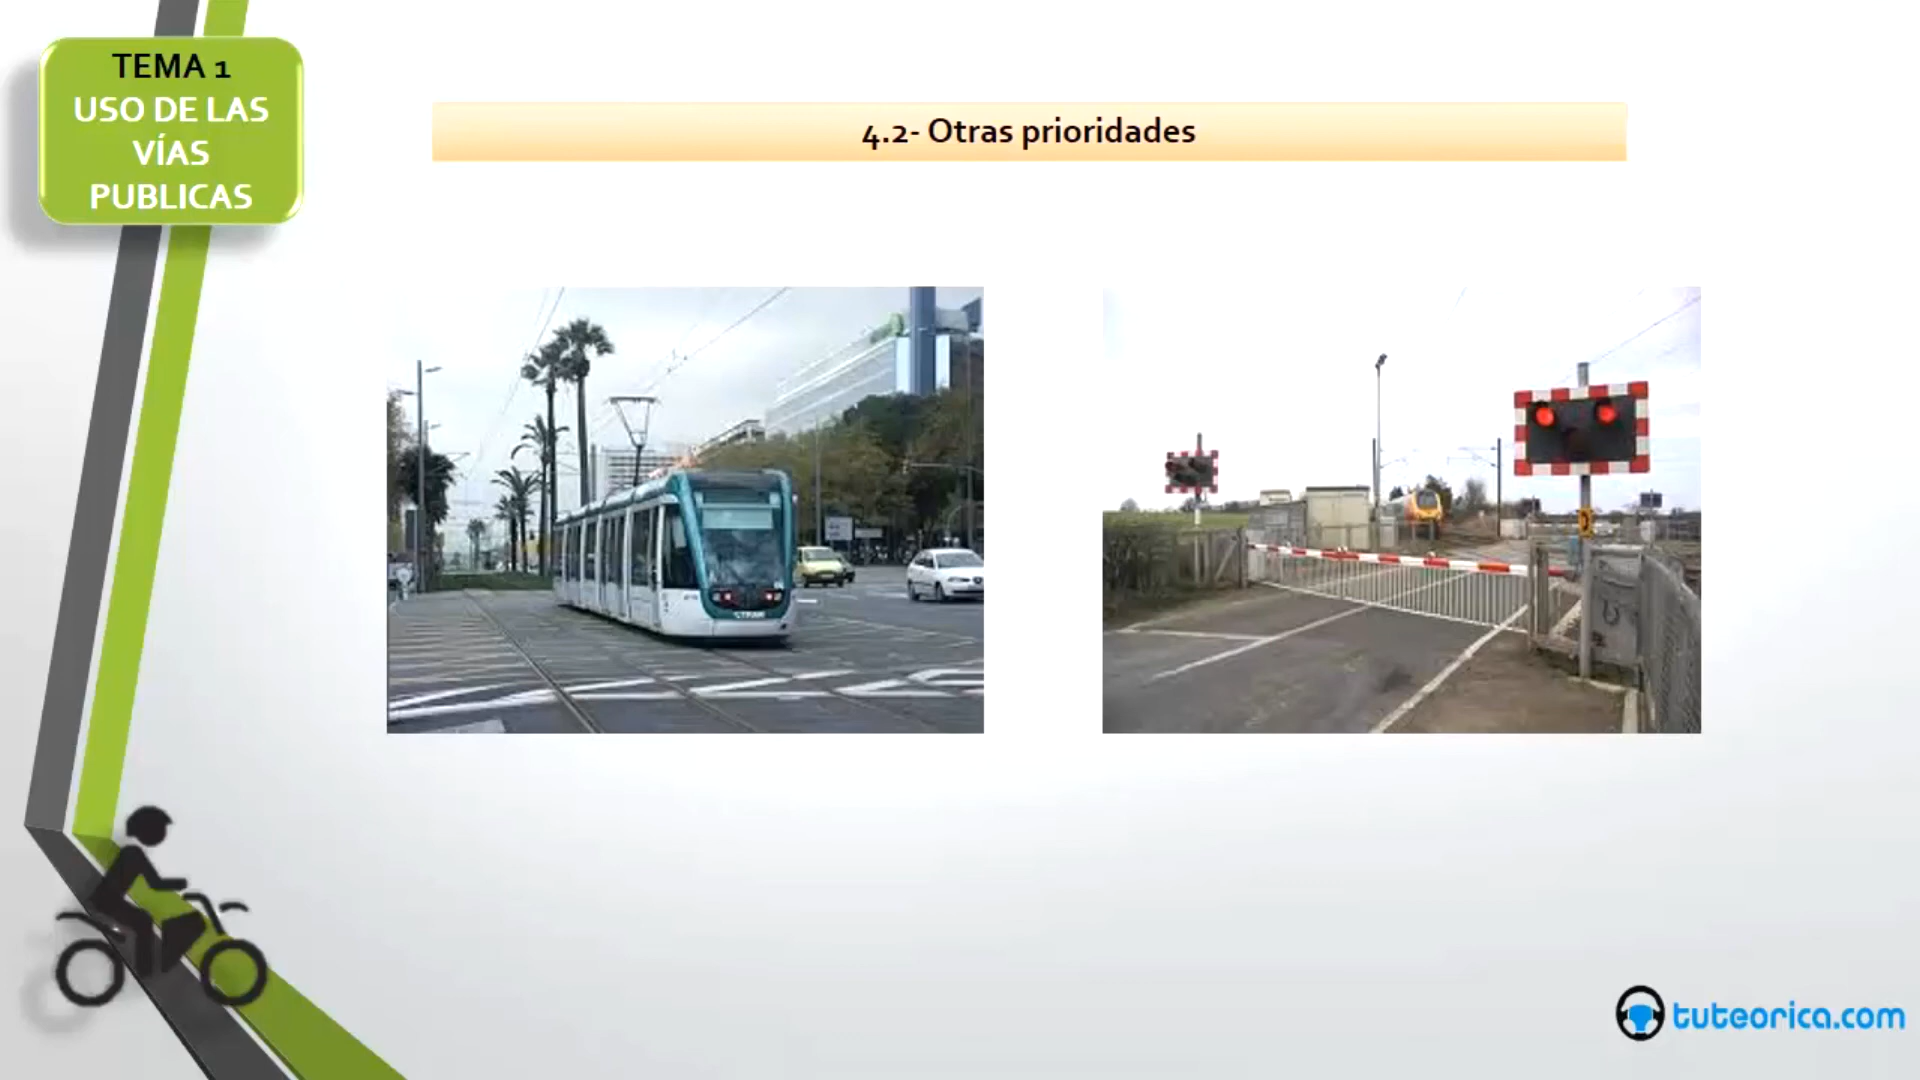 TEMA 1
USO DE LAS
VÍAS
PUBLICAS
4.2- Otras prioridades
tuteorica.com